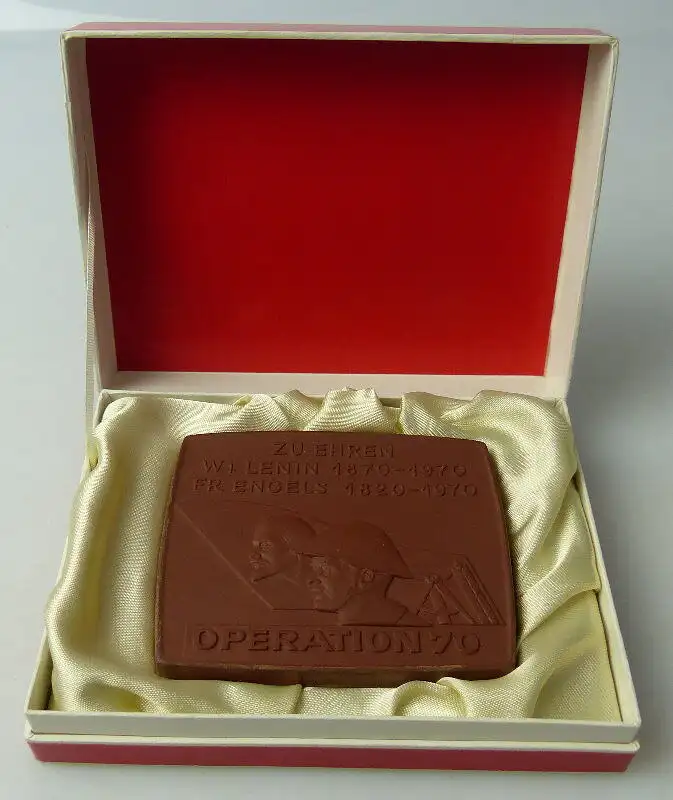 ZU EHREN
W. I. LENIN 1870-1970
FR. ENGELS 1820-1970
OPERATION 70